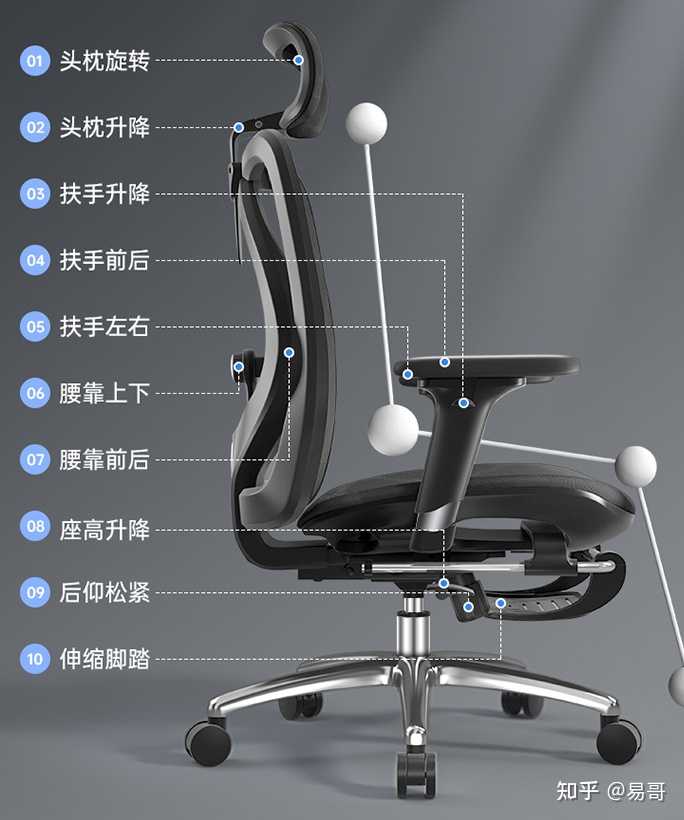 01 头枕旋转
02 头枕升降
03 扶手升降
04 扶手前后
05 扶手左右
06 腰靠上下
07 腰靠前后
08 座高升降
09 后仰松紧
10 伸缩脚踏
知乎 @易哥